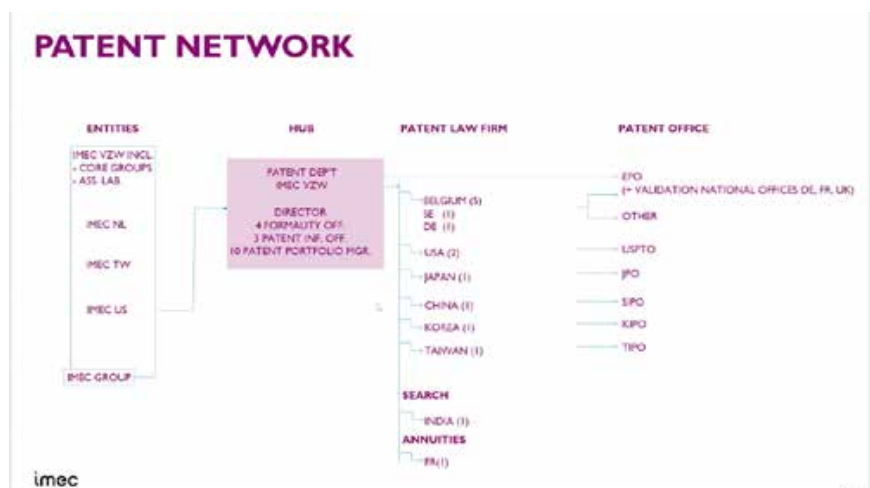 PATENT NETWORK
ENTITIES
IMEC VZW INCL.
- CORE GROUPS
- ASS. LAB.
IMEC NL
IMEC TW
IMEC US
IMEC GROUP
HUB
PATENT DEP'T
IMEC VZW
DIRECTOR
4 FORMALITY OFF.
3 PATENT INF. OFF.
10 PATENT PORTFOLIO MGR.
PATENT LAW FIRM
BELGIUM (5)
SE (1)
DE (1)
USA (2)
JAPAN (1)
CHINA (1)
KOREA (1)
TAIWAN (1)
SEARCH
INDIA (1)
ANNUITIES
FR(1)
PATENT OFFICE
EPO
(+ VALIDATION NATIONAL OFFICES DE, FR, UK)
OTHER
USPTO
JPO
SIPO
KIPO
TIPO
imec